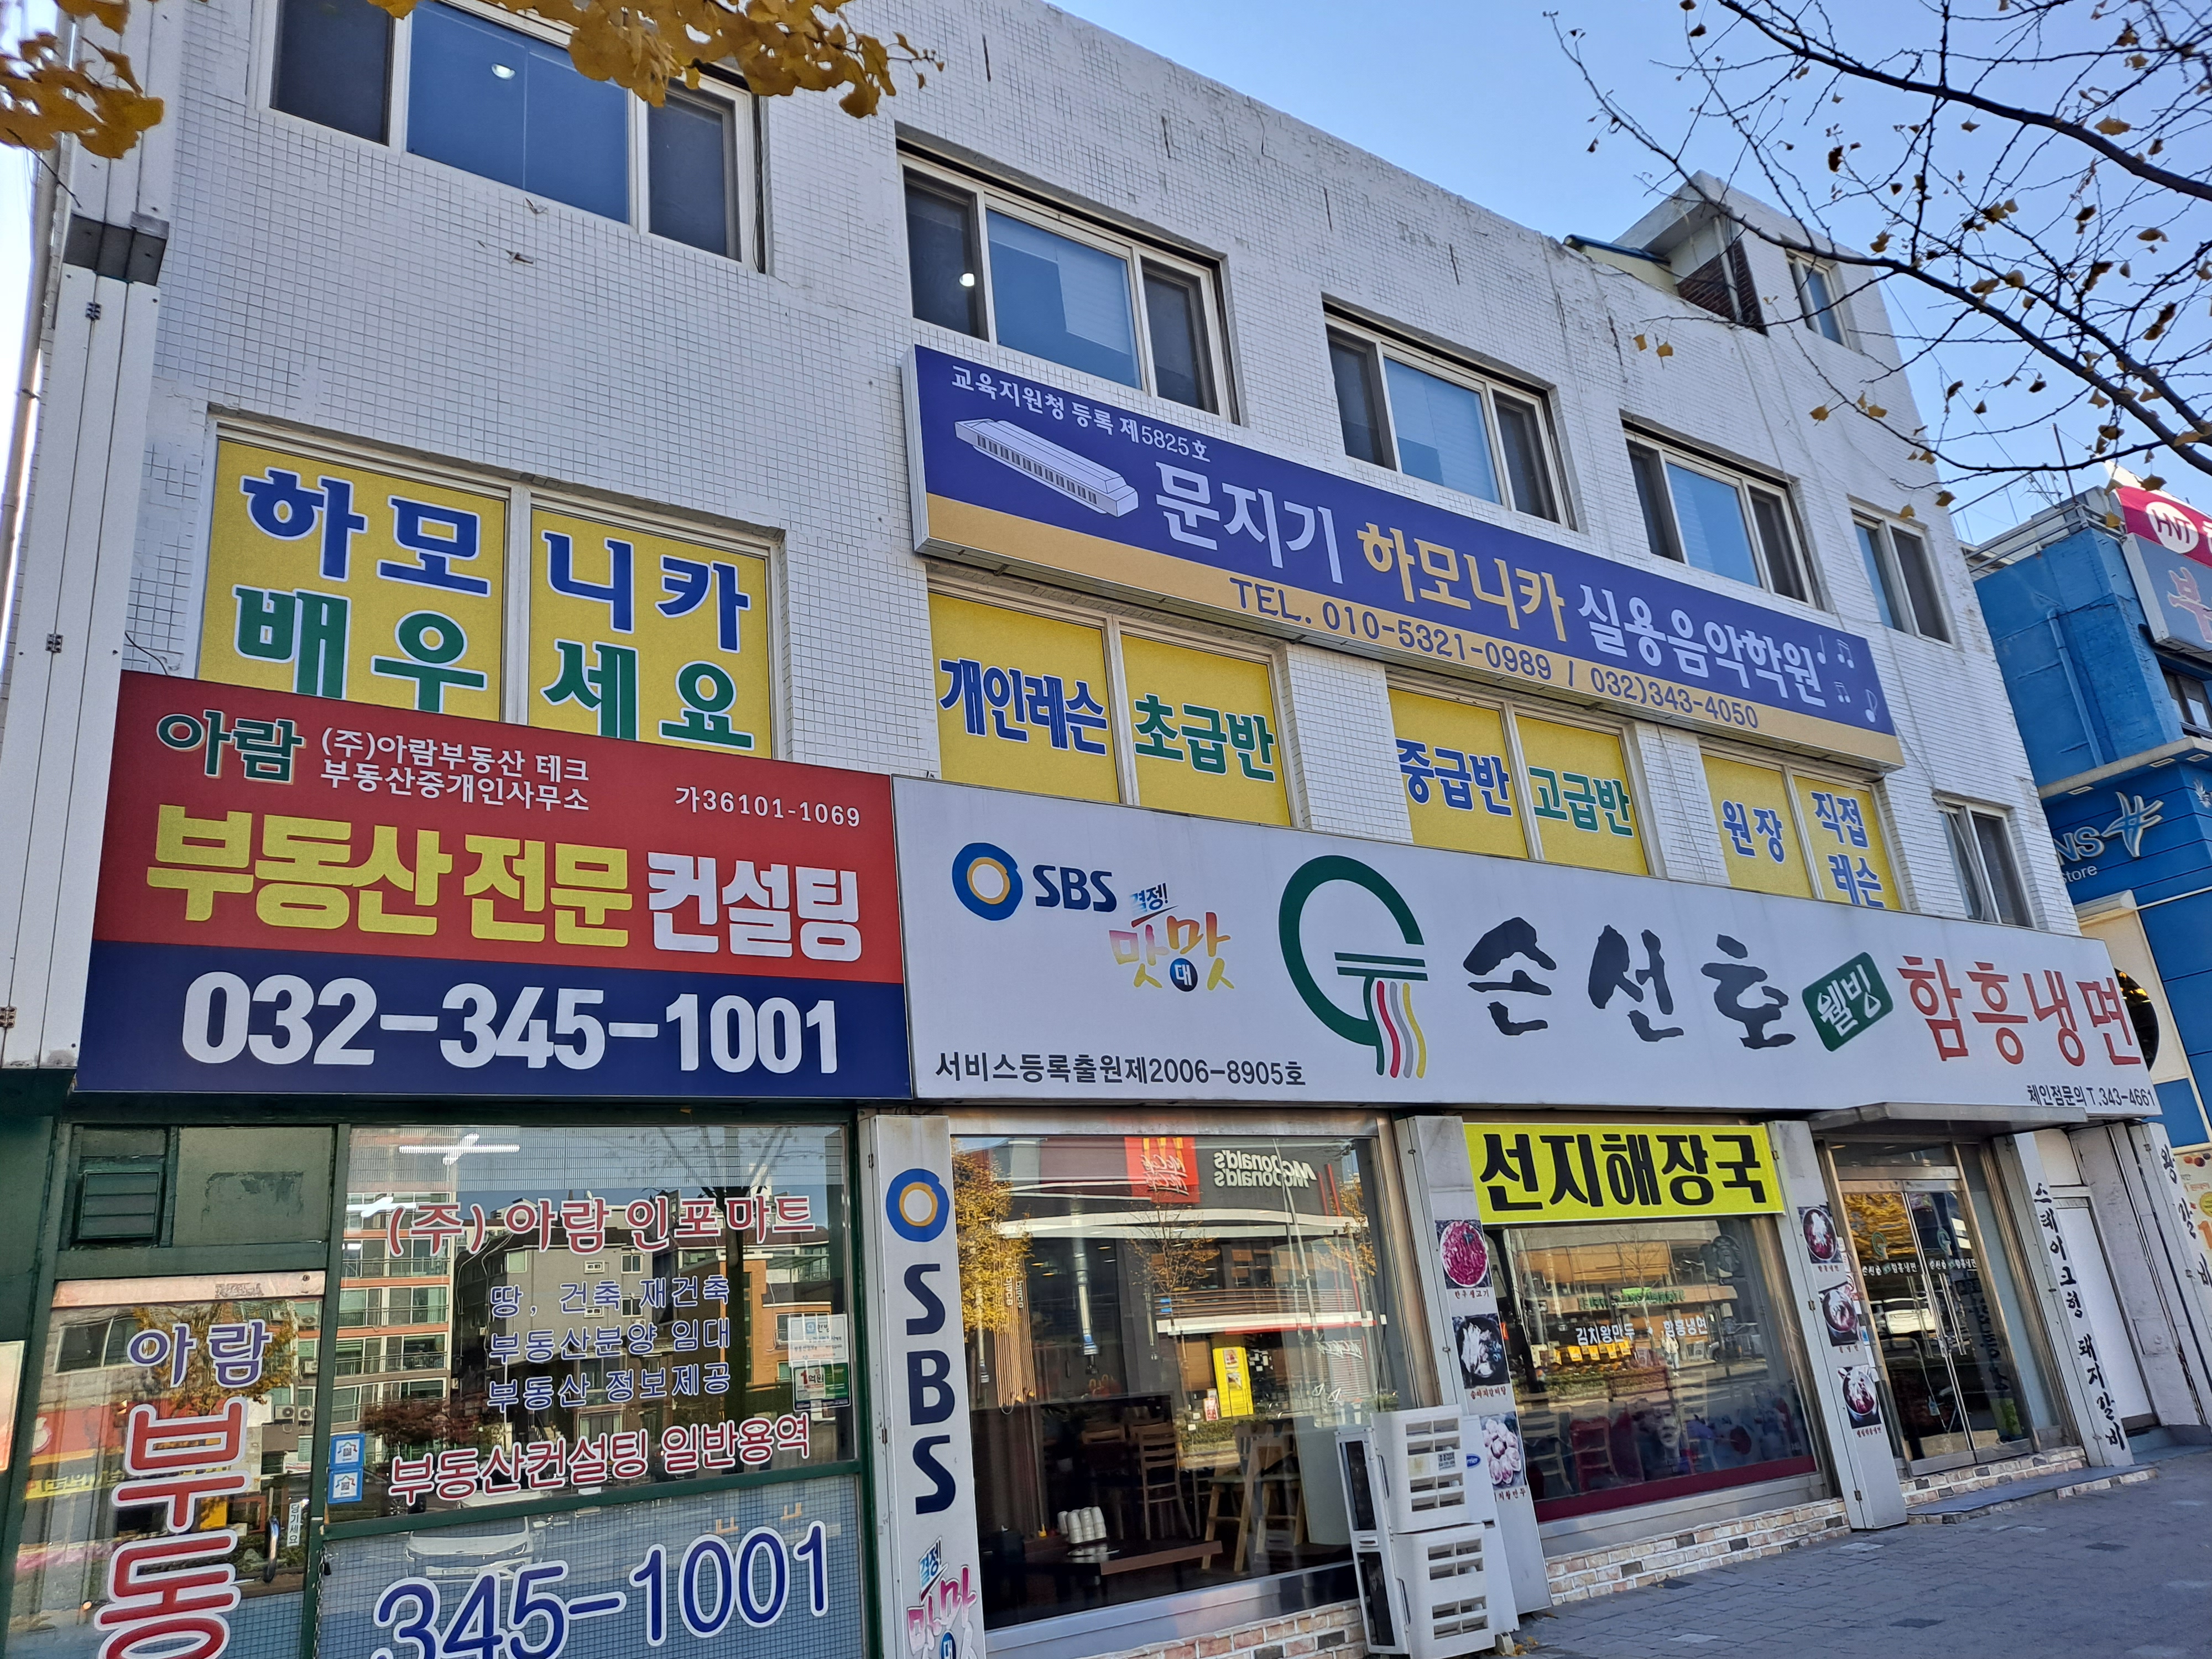 교육지원청 등록 제5825호
문지기 하모니카 실용음악학원
TEL. 010-5321-0989 / 032)343-4050
하모니카
배우세요
개인레슨
초급반
중급반
고급반
원장
직접
레슨
아람
(주)아람부동산 테크
부동산중개인사무소
가36101-1069
부동산 전문 컨설팅
032-345-1001
SBS
결정!
맛대맛
손선호 웰빙 함흥냉면
서비스등록출원제2006-8905호
체인점문의 T.343-4661
HNT
(주) 아람 인포마트
땅, 건축 재건축
부동산분양 임대
부동산 정보제공
부동산컨설팅 일반용역
345-1001
아람
부동
SBS
결정!
선지해장국
김치왕만두
함흥냉면
McDonald's
스테이크형 돼지갈비